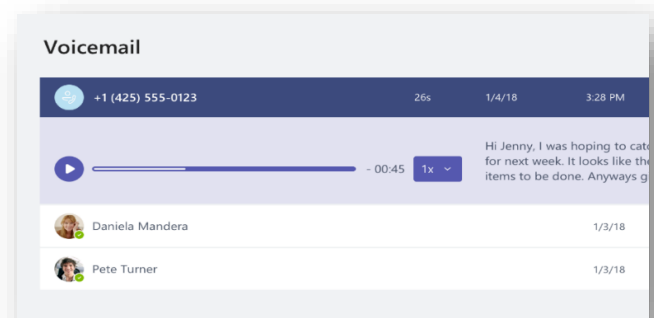 Voicemail
+1 (425) 555-0123 26s 1/4/18 3:28 PM
Hi Jenny, I was hoping to
for next week. It looks like
- 00:45 1x
items to be done. Anyways
Daniela Mandera 1/3/18
Pete Turner 1/3/18